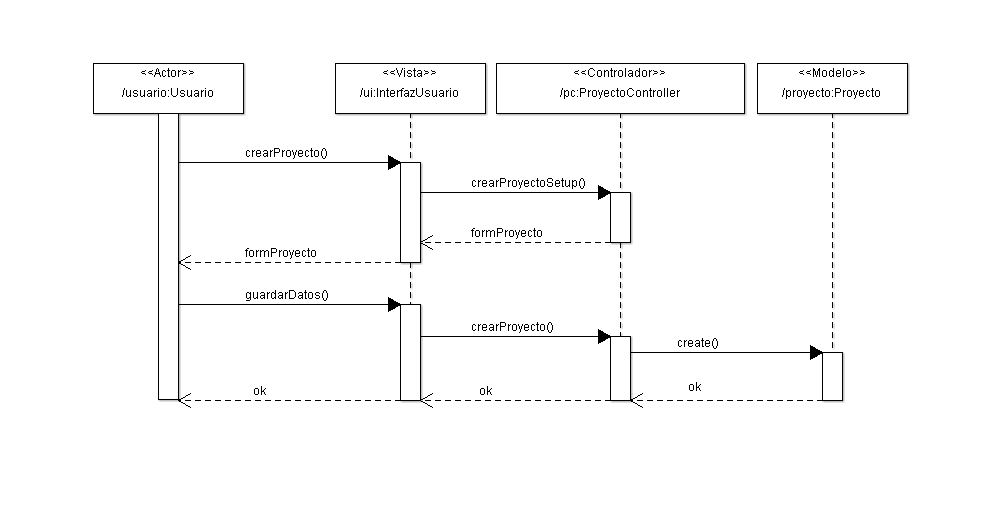 <<Actor>>
/usuario:Usuario
<<Vista>>
/ui:InterfazUsuario
<<Controlador>>
/pc:ProyectoController
<<Modelo>>
/proyecto:Proyecto
crearProyecto()
crearProyectoSetup()
formProyecto
formProyecto
guardarDatos()
crearProyecto()
create()
ok
ok
ok